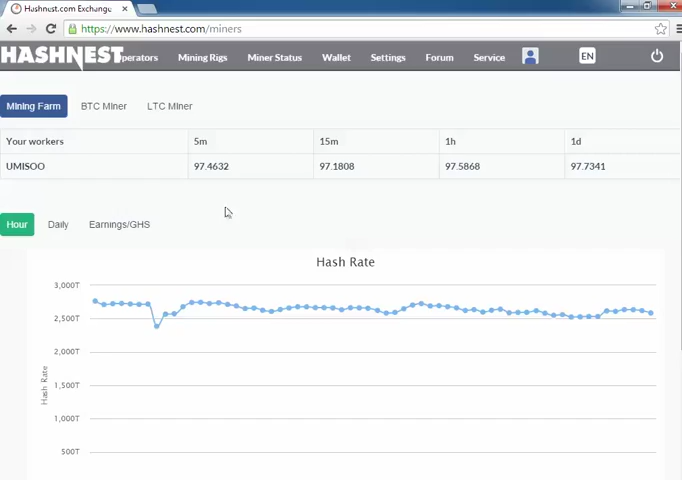 Hashnest.com Exchange
https://www.hashnest.com/miners
HASHNEST
perators Mining Rigs Miner Status Wallet Settings Forum Service EN
Mining Farm BTC Miner LTC Miner
Your workers 5m 15m 1h 1d
UMISOO 97.4632 97.1808 97.5868 97.7341
Hour Daily Earnings/GHS
Hash Rate
3,000T
2,500T
2,000T
1,500T
1,000T
500T
Hash Rate